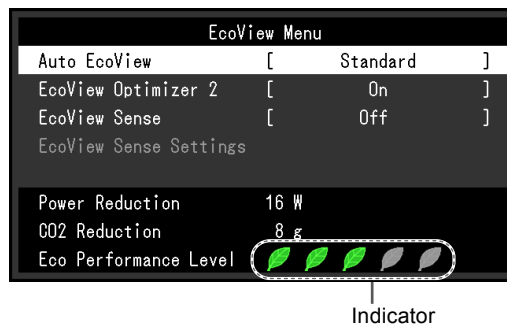 EcoView Menu
Auto EcoView [ Standard ]
EcoView Optimizer 2 [ On ]
EcoView Sense [ Off ]
EcoView Sense Settings
Power Reduction 16 W
CO2 Reduction 8 g
Eco Performance Level
Indicator